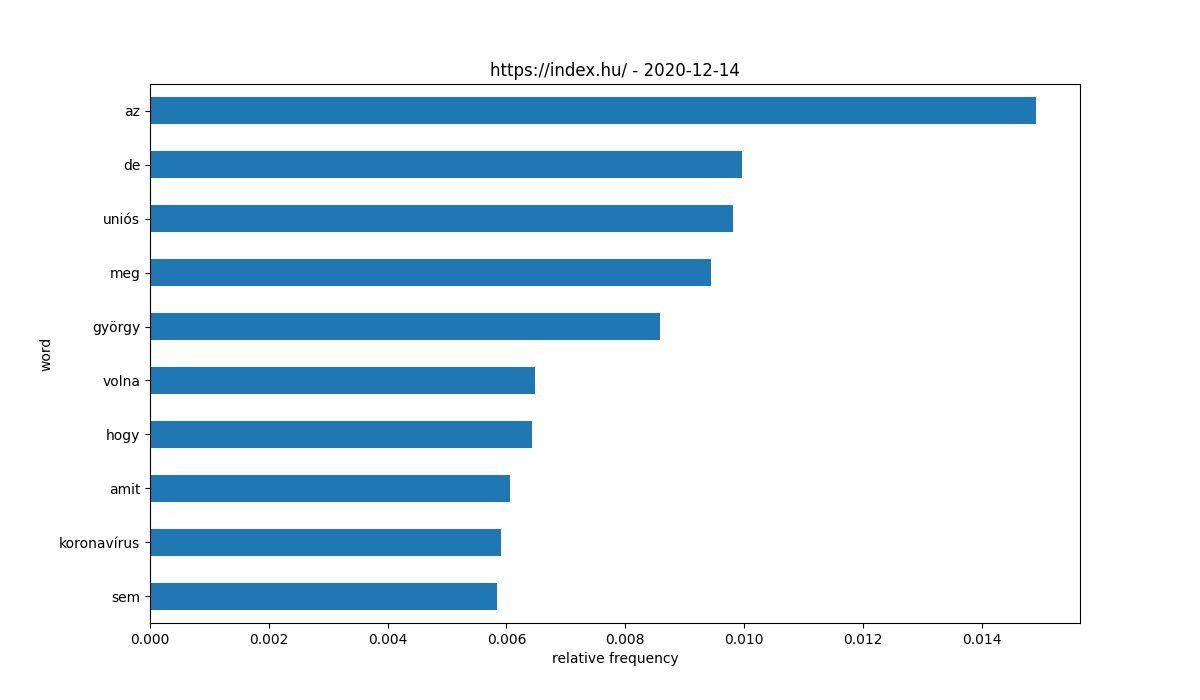 https://index.hu/ - 2020-12-14
az
de
uniós
meg
györgy
volna
hogy
amit
koronavírus
sem
word
0.000 0.002 0.004 0.006 0.008 0.010 0.012 0.014
relative frequency